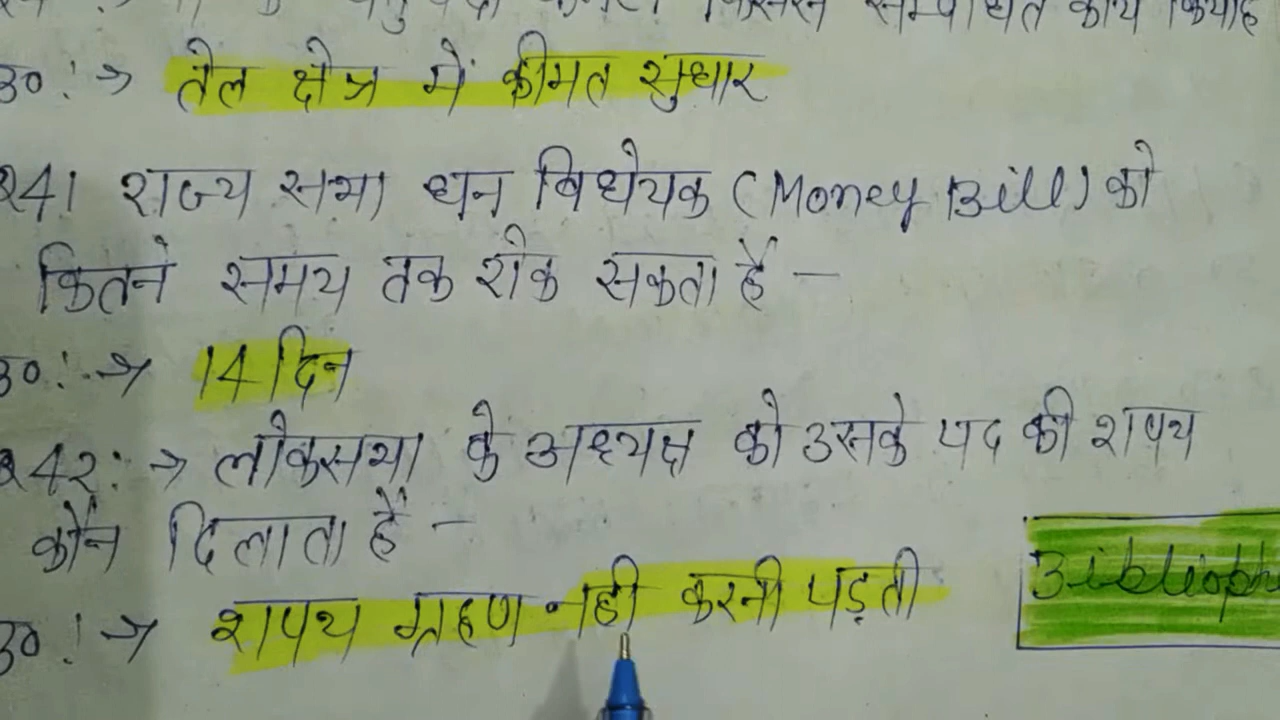 सम्बंधित कार्य किया है
उ० :→ तेल क्षेत्र में कीमत सुधार
241 राज्य सभा धन विधेयक (Money Bill) को
कितने समय तक रोक सकता है -
उ० :→ 14 दिन
242 :→ लोकसभा के अध्यक्ष को उसके पद की शपथ
कौन दिलाता है -
उ० :→ शपथ ग्रहण नही करनी पड़ती